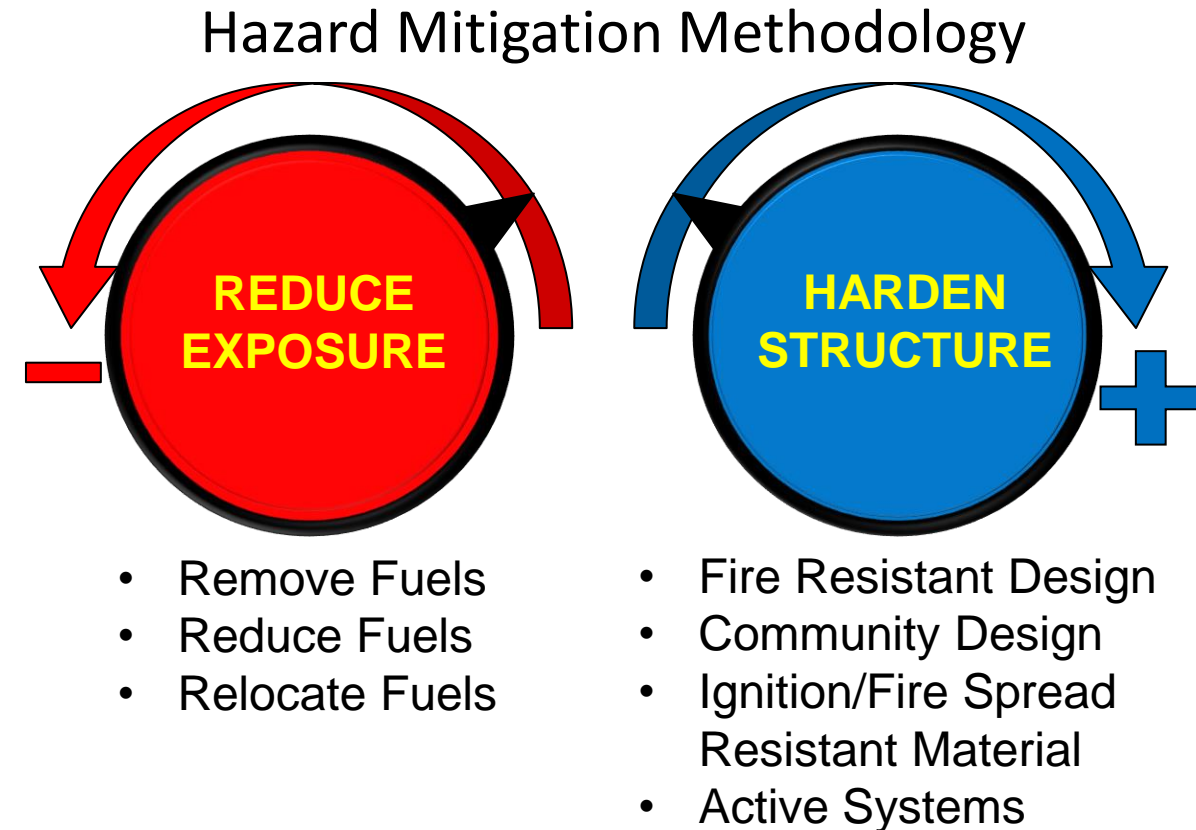 Hazard Mitigation Methodology
REDUCE
EXPOSURE
• Remove Fuels
• Reduce Fuels
• Relocate Fuels
HARDEN
STRUCTURE
• Fire Resistant Design
• Community Design
• Ignition/Fire Spread
Resistant Material
• Active Systems